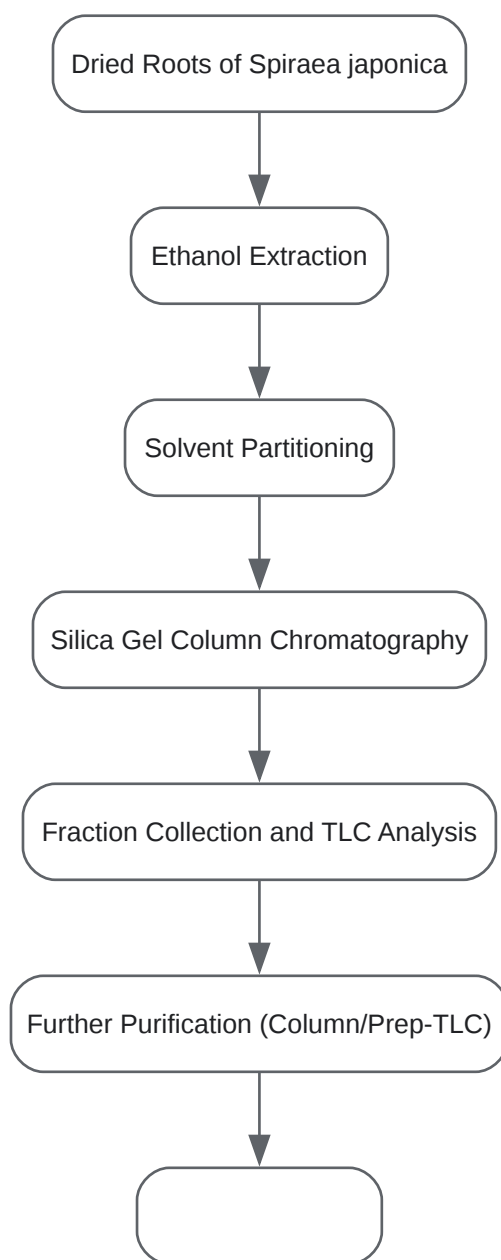 Dried Roots of Spiraea japonica
Ethanol Extraction
Solvent Partitioning
Silica Gel Column Chromatography
Fraction Collection and TLC Analysis
Further Purification (Column/Prep-TLC)